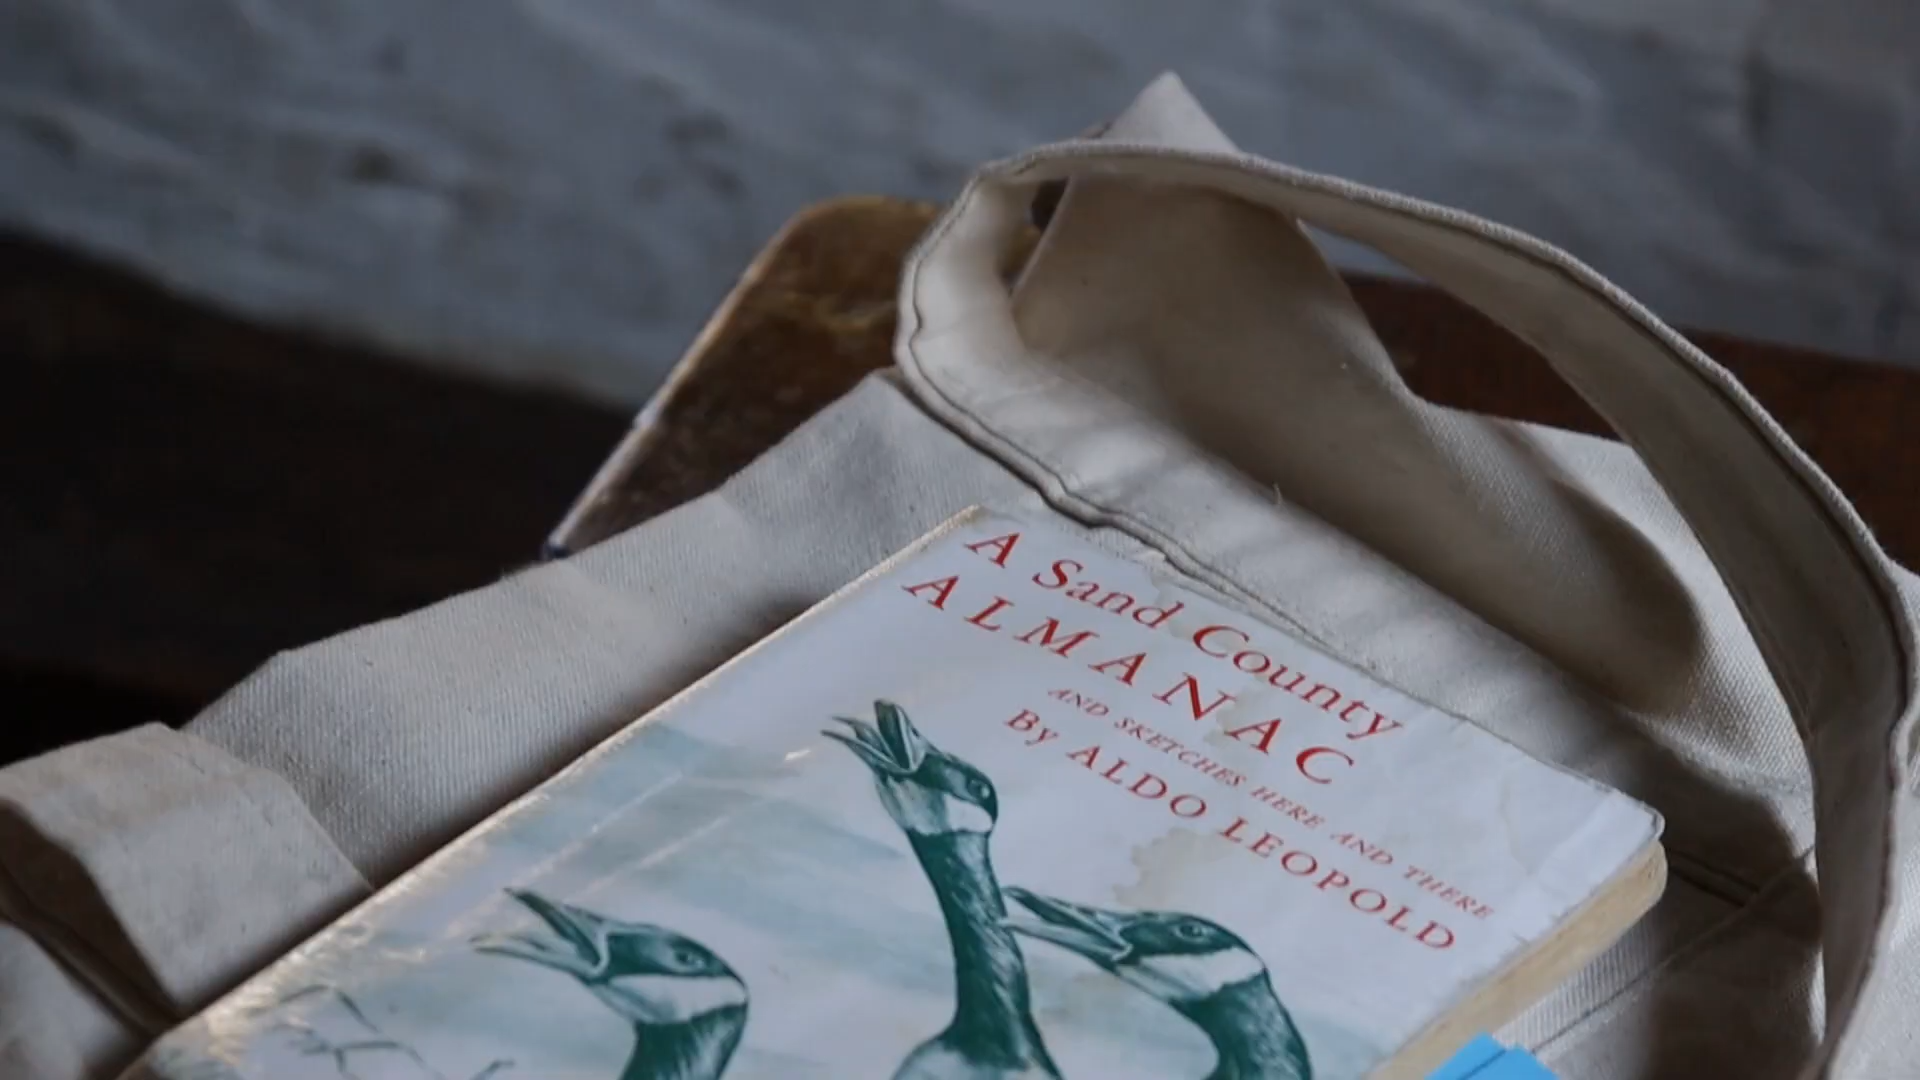 A Sand County
ALMANAC
AND SKETCHES HERE AND THERE
By ALDO LEOPOLD